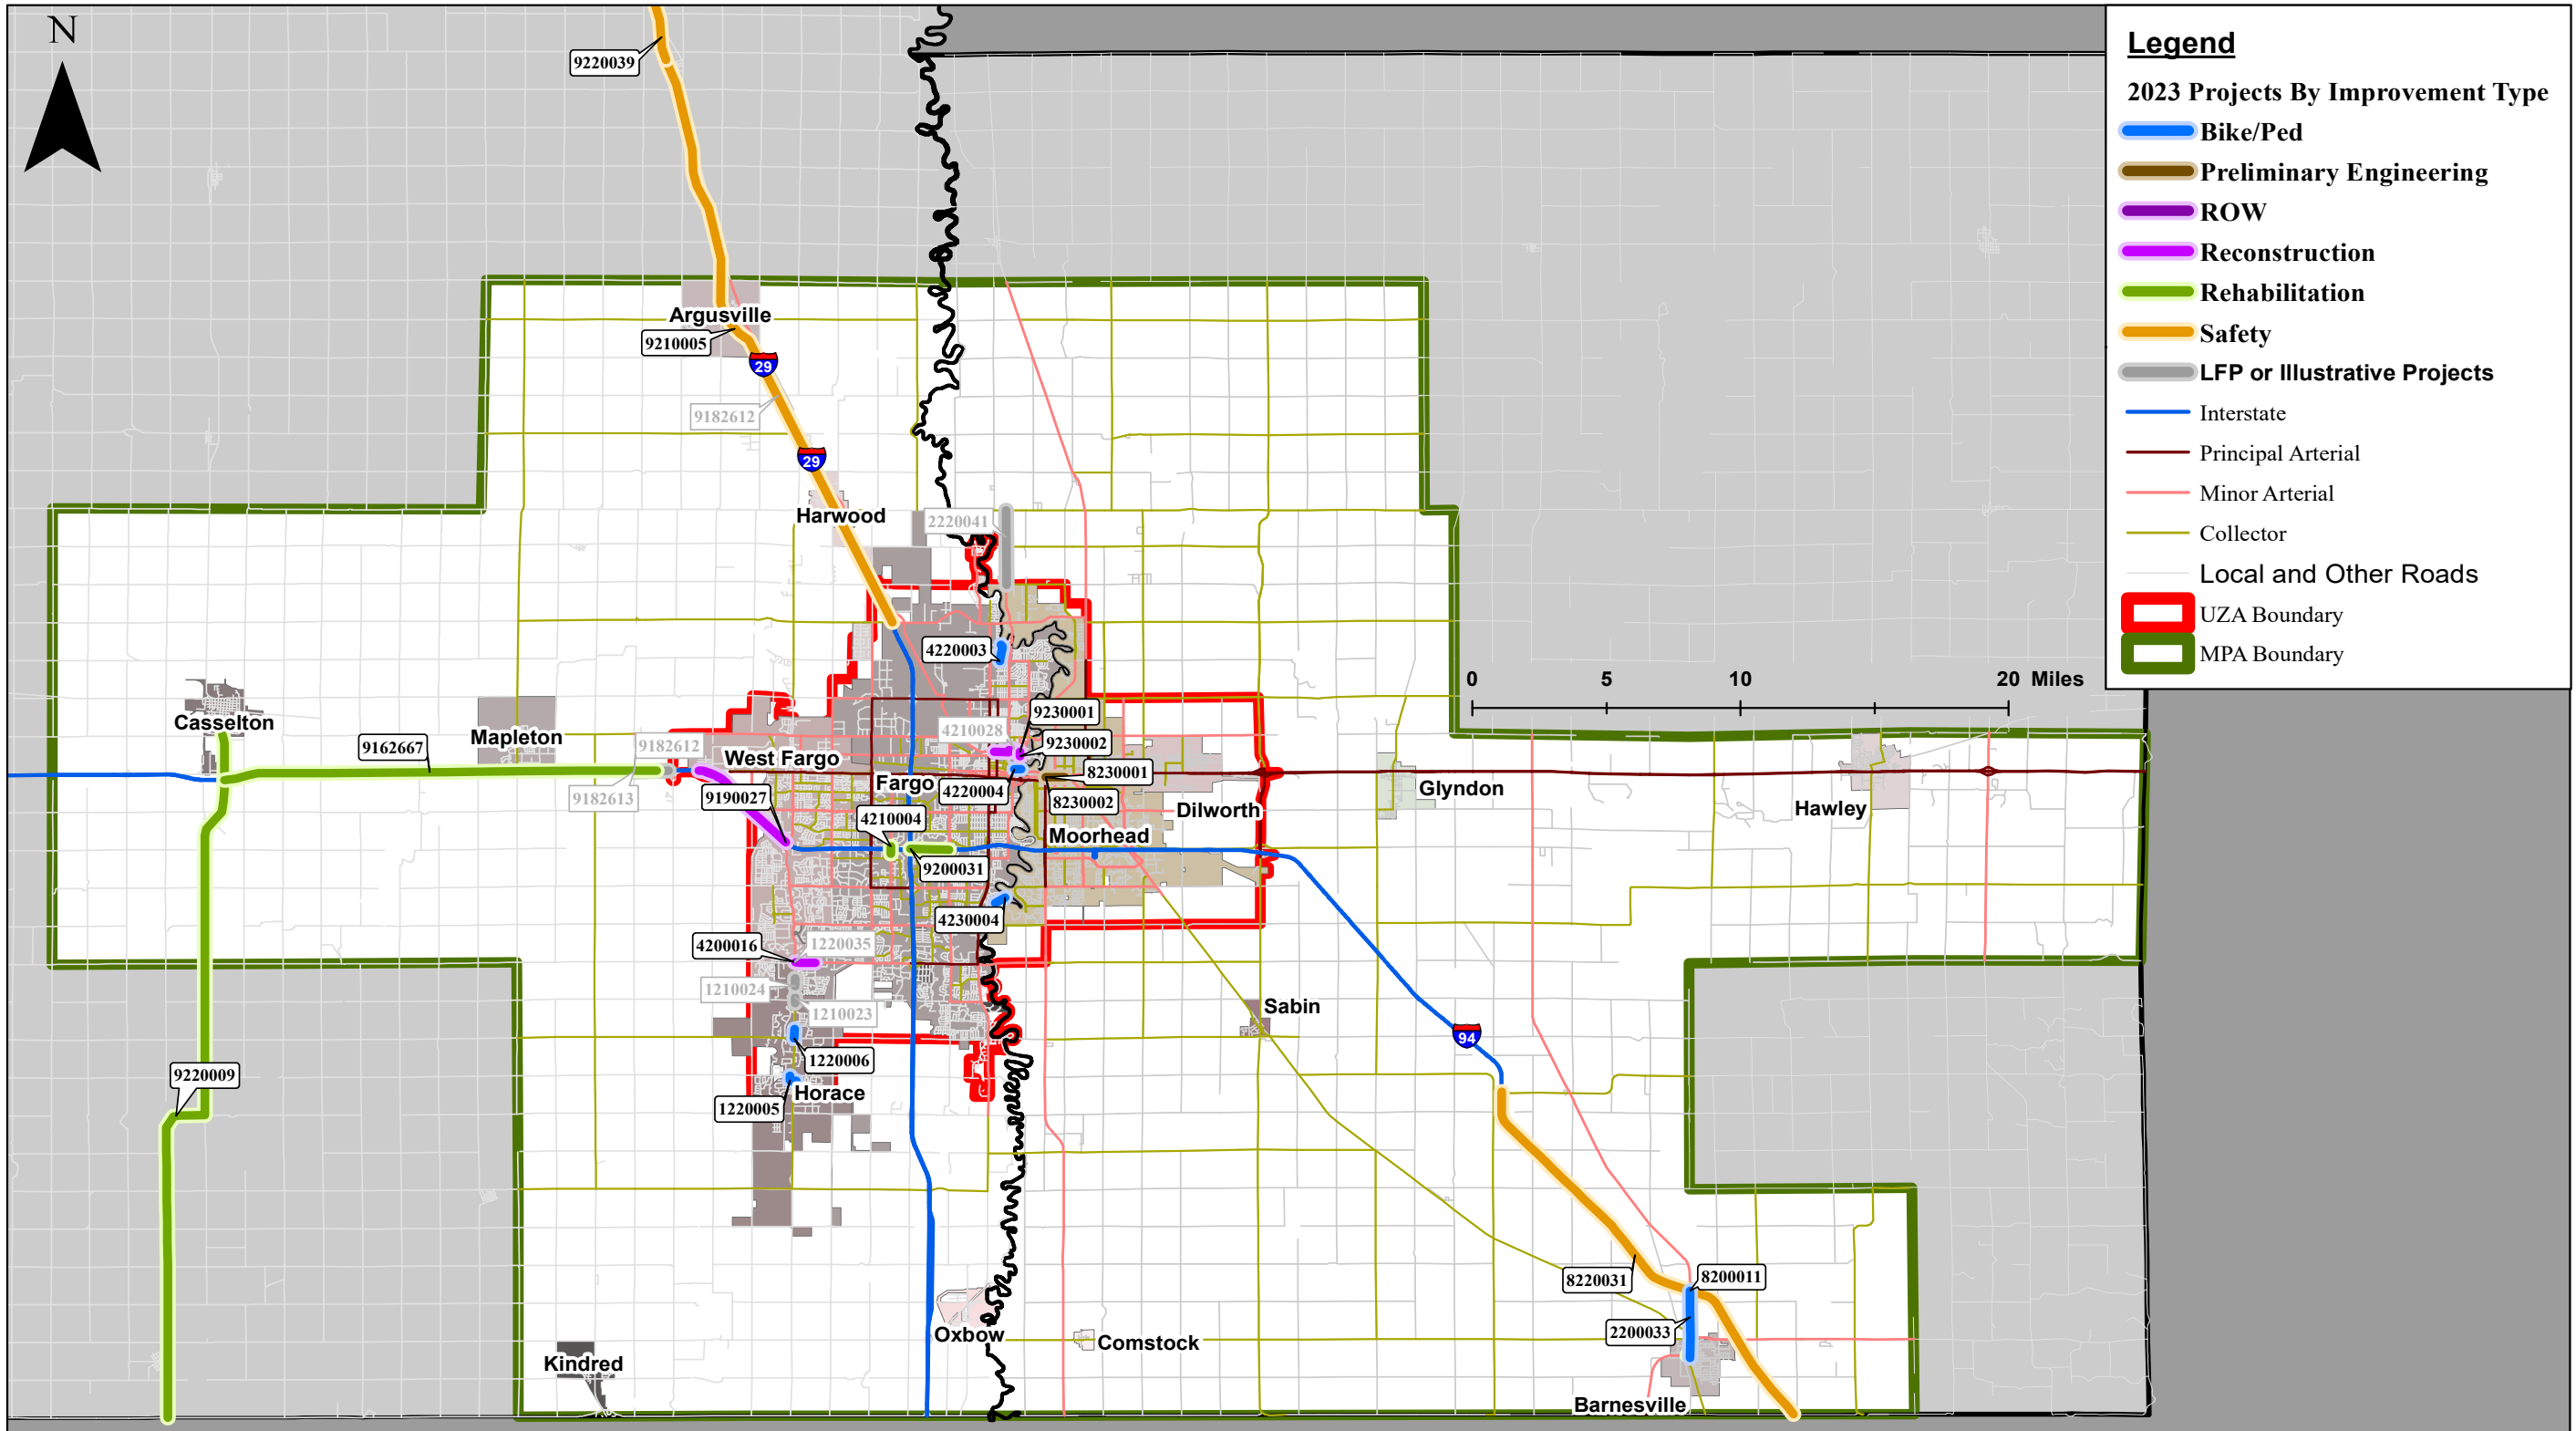 N
9220039
Argusville
9210005
29
9182612
29
Harwood
2220041
4220003
Casselton
9162667
Mapleton
9182612
West Fargo
9182613
9190027
Fargo
4210028
9230001
9230002
4220004
8230001
8230002
4210004
9200031
Moorhead
Dilworth
Glyndon
Hawley
4230004
4200016
1220035
1210024
1210023
1220006
1220005
Horace
9220009
Sabin
94
8220031
8200011
2200033
Barnesville
Oxbow
Comstock
Kindred
0 5 10 20 Miles
Legend
2023 Projects By Improvement Type
Bike/Ped
Preliminary Engineering
ROW
Reconstruction
Rehabilitation
Safety
LFP or Illustrative Projects
Interstate
Principal Arterial
Minor Arterial
Collector
Local and Other Roads
UZA Boundary
MPA Boundary